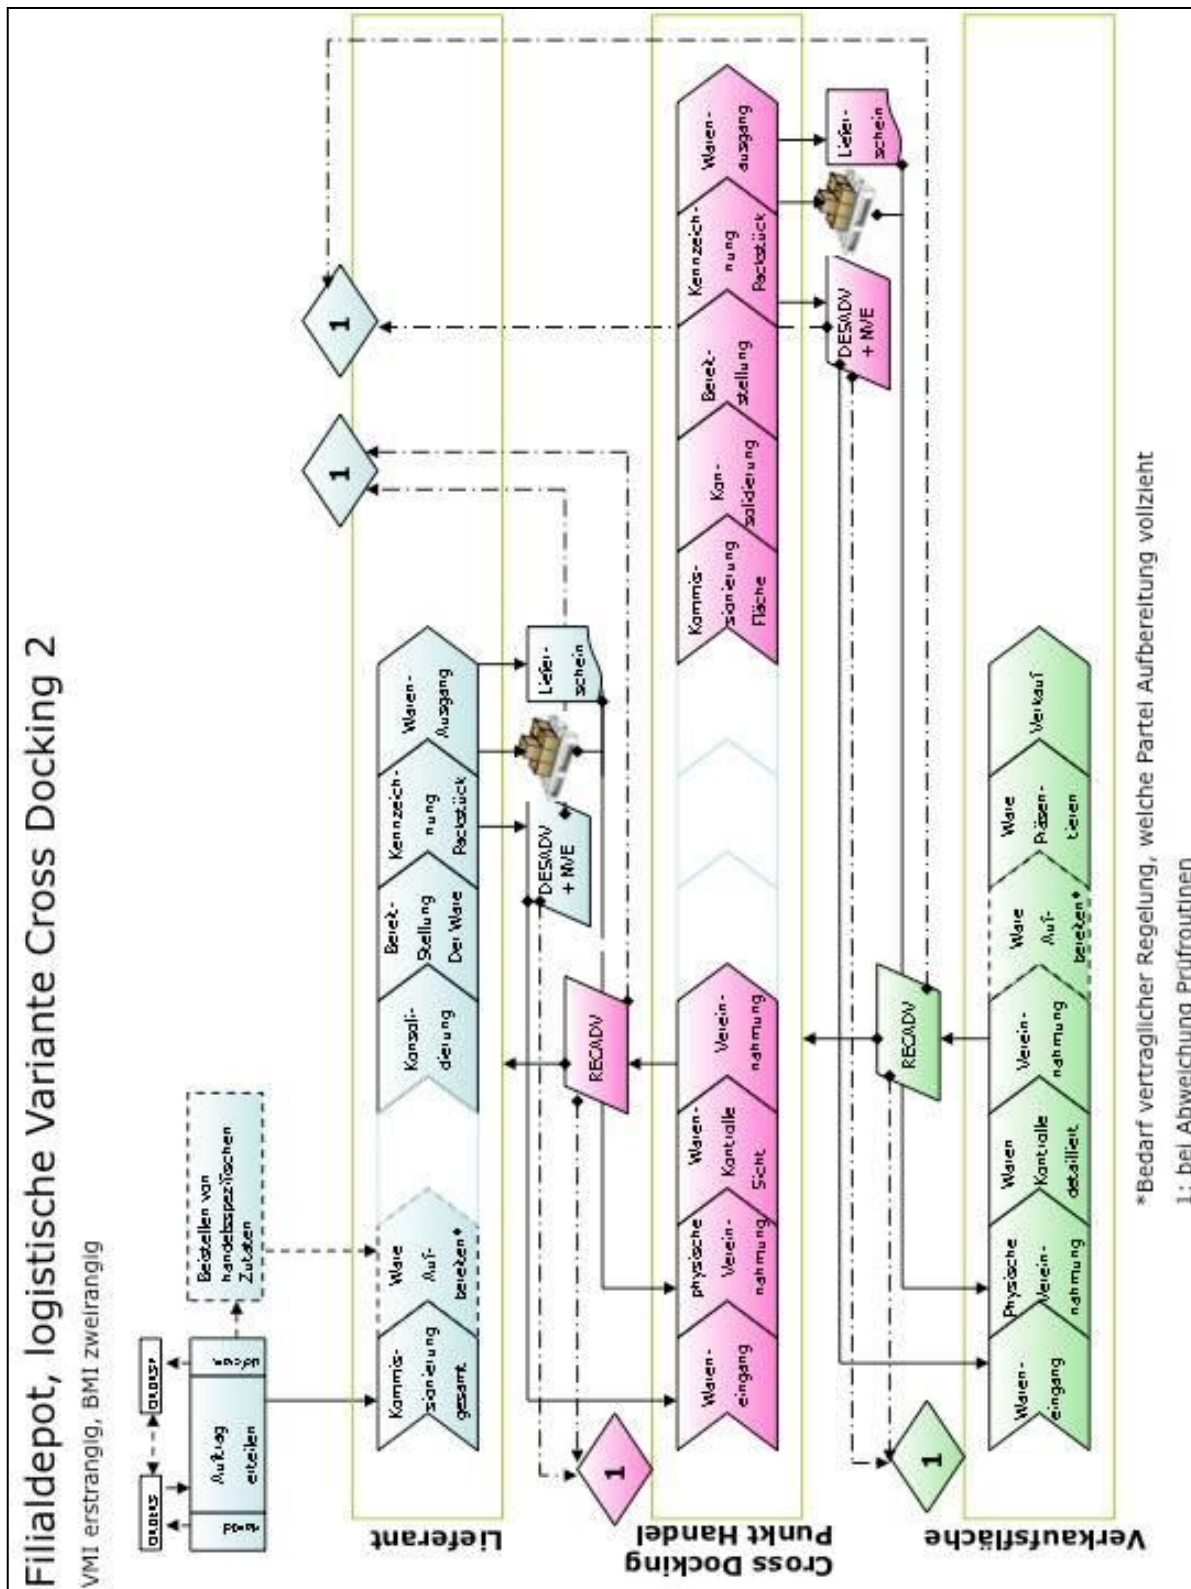 Filialdepot, logistische Variante Cross Docking 2
VMI erstrangig, BMI zweirangig
ORDERS
ORDRSP
Handel
Auftrag
erteilen
Beistellen von
handelsspezifischen
Zutaten
Lieferant
Kommis-
sionierung
gesamt
Ware
Auf-
bereiten*
Konsoli-
dierung
Bereit-
Stellung
Der Ware
Kennzeich-
nung
Packstück
Waren-
Ausgang
1
1
DESADV
+ NVE
Liefer-
schein
RECADV
1
Cross Docking
Punkt Handel
Waren-
eingang
physische
Verein-
nahmung
Waren
Kontrolle
Sicht
Verein-
nahmung
Kommis-
sionierung
Fläche
Kon-
solidierung
Bereit-
stellung
Kennzeich-
nung
Packstück
Waren-
ausgang
DESADV
+ NVE
Liefer-
schein
RECADV
1
Verkaufsfläche
Waren-
eingang
Physische
Verein-
nahmung
Waren
Kontrolle
detailliert
Verein-
nahmung
Ware
Auf-
bereiten*
Ware
Präsen-
tieren
Verkauf
*Bedarf vertraglicher Regelung, welche Partei Aufbereitung vollzieht
1: bei Abweichung Prüfroutinen